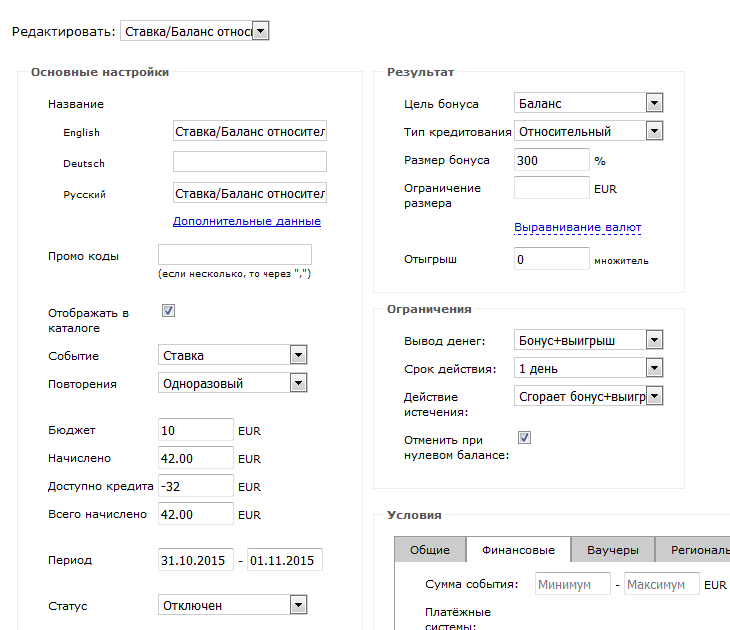 Редактировать: Ставка/Баланс относ
Основные настройки
Название
English Ставка/Баланс относител
Deutsch
Русский Ставка/Баланс относител
Дополнительные данные
Промо коды
(если несколько, то через ",")
Отображать в
каталоге
Событие Ставка
Повторения Одноразовый
Бюджет 10 EUR
Начислено 42.00 EUR
Доступно кредита -32 EUR
Всего начислено 42.00 EUR
Период 31.10.2015 - 01.11.2015
Статус Отключен
Результат
Цель бонуса Баланс
Тип кредитования Относительный
Размер бонуса 300 %
Ограничение
размера EUR
Выравнивание валют
Отыгрыш 0 множитель
Ограничения
Вывод денег: Бонус+выигрыш
Срок действия: 1 день
Действие
истечения: Сгорает бонус+выигр
Отменить при
нулевом балансе:
Условия
Общие Финансовые Ваучеры Региональ
Сумма события: Минимум - Максимум EUR
Платёжные
системы: